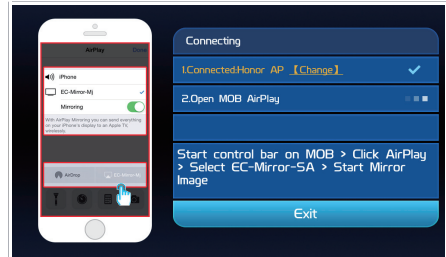 AirPlay Done
iPhone
EC-Mirror-Mj
Mirroring
With AirPlay Mirroring you can send everything
on your iPhone's display to an Apple TV,
wirelessly.
AirDrop
EC-Mirror-Mj
Connecting
1.Connected:Honor AP 【Change】
2.Open MOB AirPlay
Start control bar on MOB > Click AirPlay
> Select EC-Mirror-SA > Start Mirror
Image
Exit